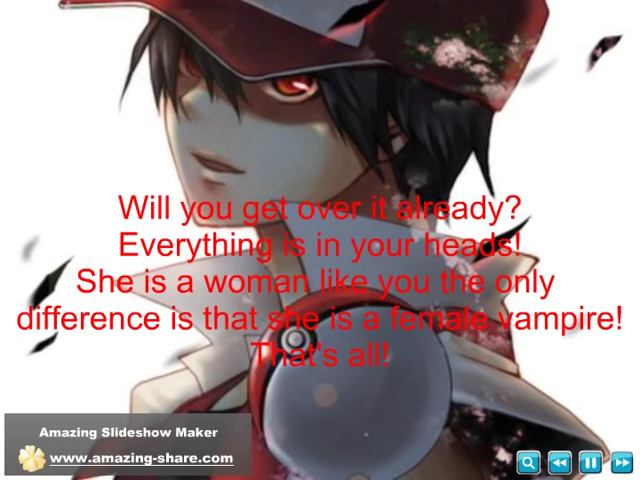 Will you get over it already?
Everything is in your heads!
She is a woman like you the only
difference is that she is a female vampire!
That's all!
Amazing Slideshow Maker
www.amazing-share.com